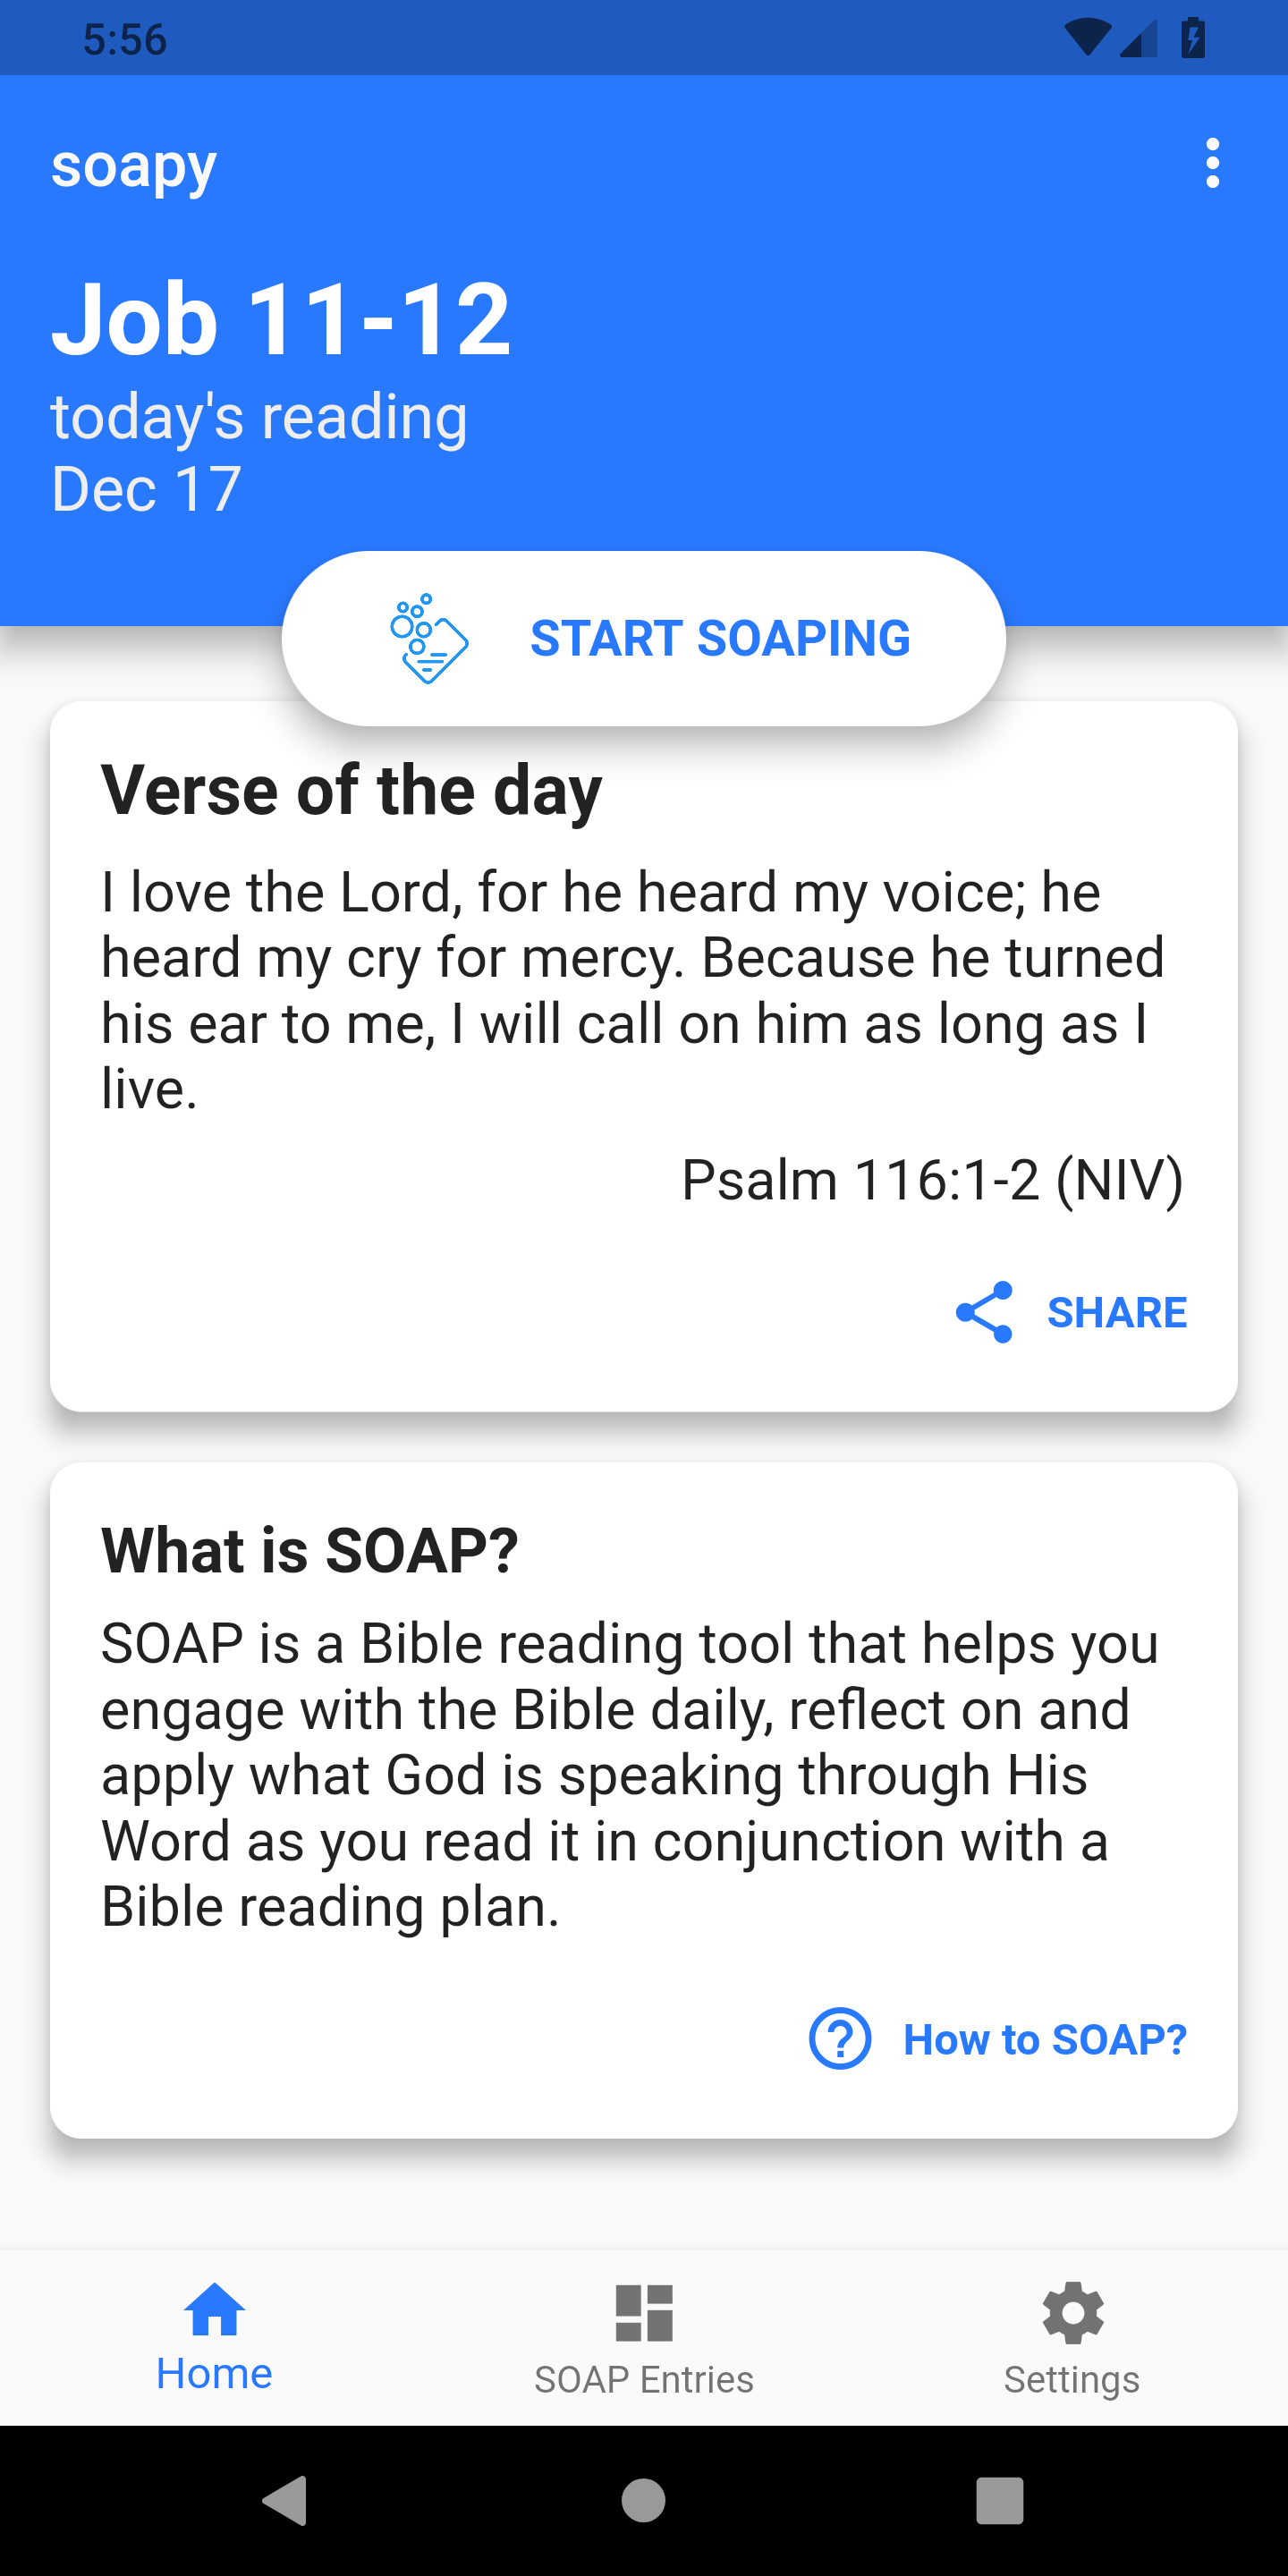 5:56
soapy
Job 11-12
today's reading
Dec 17
START SOAPING
Verse of the day
I love the Lord, for he heard my voice; he
heard my cry for mercy. Because he turned
his ear to me, I will call on him as long as I
live.
Psalm 116:1-2 (NIV)
SHARE
What is SOAP?
SOAP is a Bible reading tool that helps you
engage with the Bible daily, reflect on and
apply what God is speaking through His
Word as you read it in conjunction with a
Bible reading plan.
How to SOAP?
Home
SOAP Entries
Settings